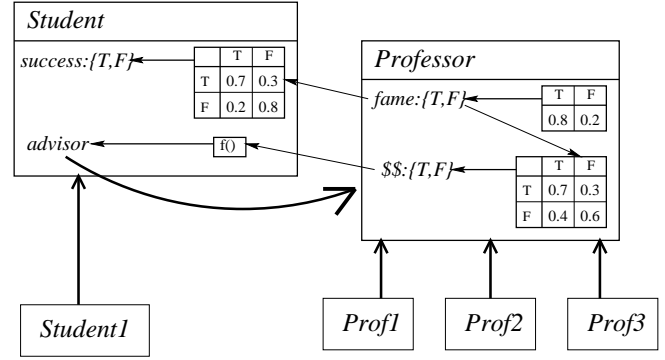 Student
success:{T,F}
T F
T 0.7 0.3
F 0.2 0.8
advisor
f()
Professor
fame:{T,F}
T F
0.8 0.2
$$:{T,F}
T F
T 0.7 0.3
F 0.4 0.6
Student1
Prof1
Prof2
Prof3